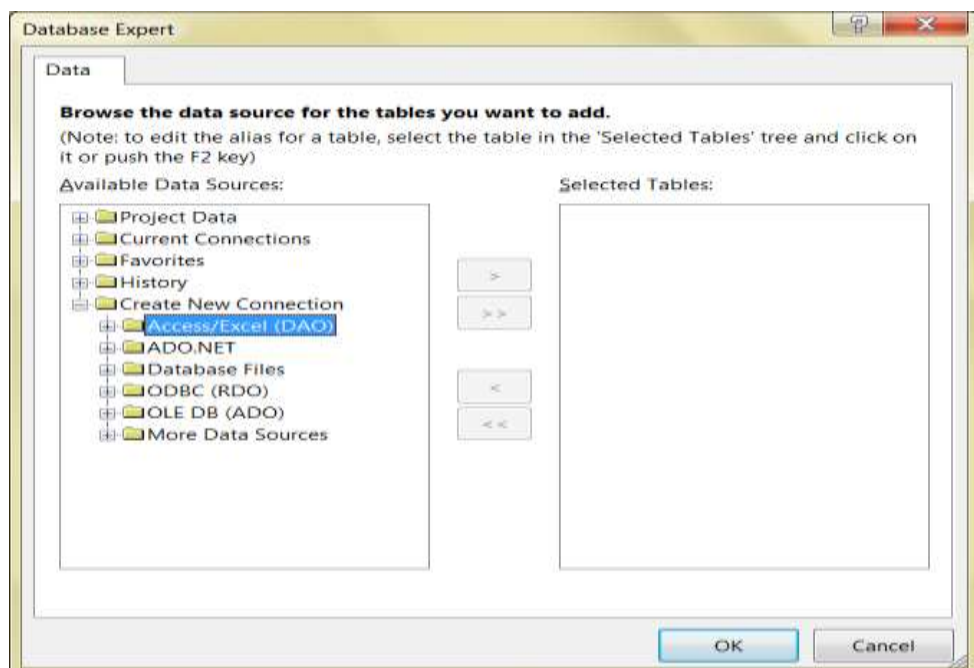 Database Expert
Data
Browse the data source for the tables you want to add.
(Note: to edit the alias for a table, select the table in the 'Selected Tables' tree and click on
it or push the F2 key)
Available Data Sources:
Selected Tables:
Project Data
Current Connections
Favorites
History
Create New Connection
Access/Excel (DAO)
ADO.NET
Database Files
ODBC (RDO)
OLE DB (ADO)
More Data Sources
>
>>
<
<<
OK
Cancel